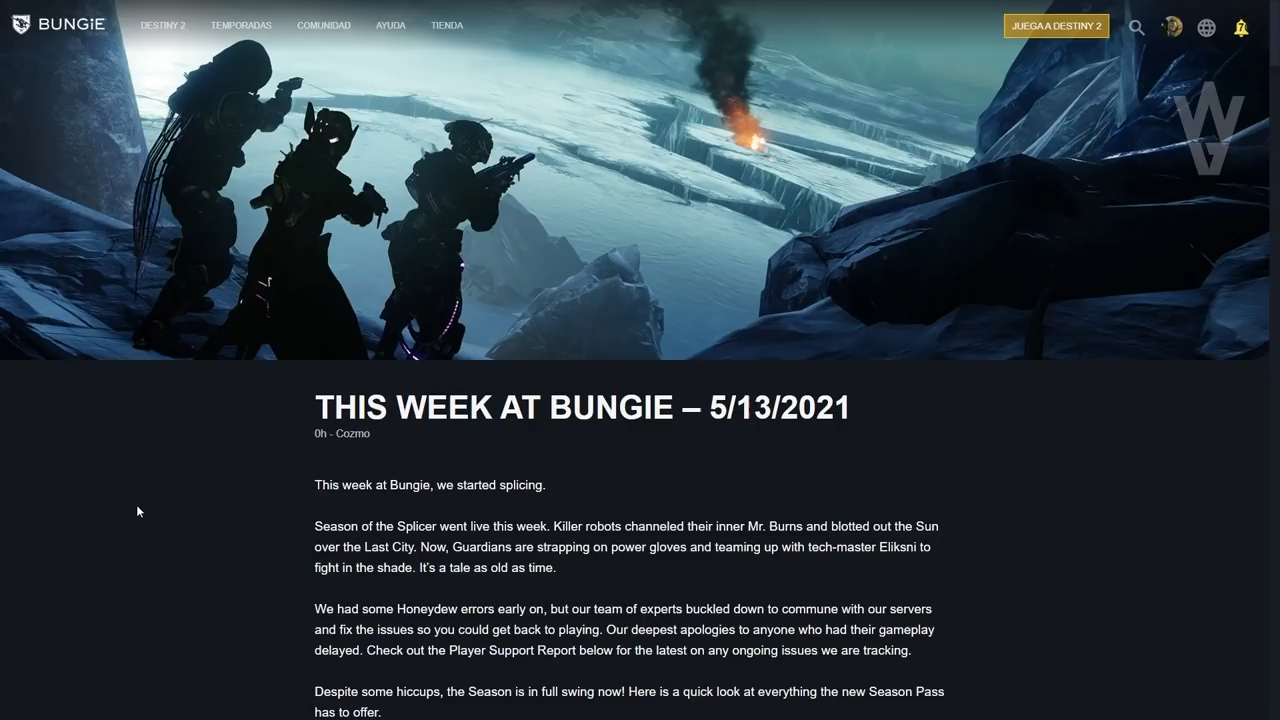 BUNGiE
DESTINY 2 TEMPORADAS COMUNIDAD AYUDA TIENDA
JUEGA A DESTINY 2
7
THIS WEEK AT BUNGIE – 5/13/2021
0h - Cozmo
This week at Bungie, we started splicing.
Season of the Splicer went live this week. Killer robots channeled their inner Mr. Burns and blotted out the Sun
over the Last City. Now, Guardians are strapping on power gloves and teaming up with tech-master Eliksni to
fight in the shade. It's a tale as old as time.
We had some Honeydew errors early on, but our team of experts buckled down to commune with our servers
and fix the issues so you could get back to playing. Our deepest apologies to anyone who had their gameplay
delayed. Check out the Player Support Report below for the latest on any ongoing issues we are tracking.
Despite some hiccups, the Season is in full swing now! Here is a quick look at everything the new Season Pass
has to offer.